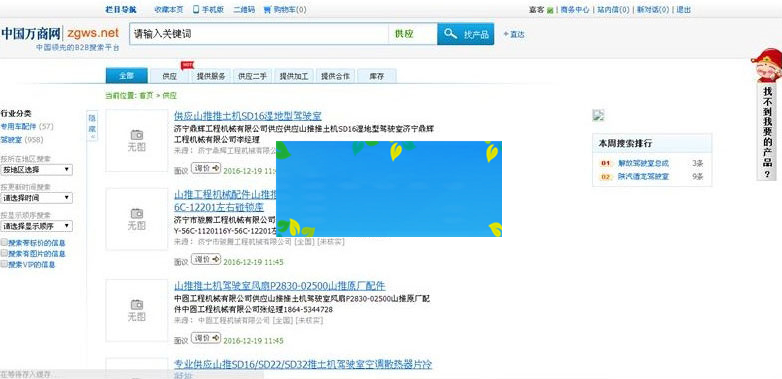 栏目导航 收藏本页 手机版 二维码 购物车(0) 嘉客 | 商务中心 | 站内信(0) | 新对话(0) | 退出
中国万商网 zgws.net
中国领先的B2B搜索平台
请输入关键词 供应 找产品 +直达
全部 供应 提供服务 供应二手 提供加工 提供合作 库存
HOT
当前位置: 首页 > 供应
行业分类
专用车配件 (57)
驾驶室 (958)
按所在地区搜索
按地区选择
按更新时间搜索
请选择时间
按显示顺序搜索
请选择显示顺序
搜索带标价的信息
搜索有图片的信息
搜索VIP的信息
隐藏
无图
供应山推推土机SD16湿地型驾驶室
济宁鼎辉工程机械有限公司供应供应山推推土机SD16湿地型驾驶室济宁鼎辉
工程机械有限公司李经理
来源: 济宁鼎辉工程机械有限公
面议 询价 2016-12-19 11:
无图
山推工程机械配件山推推
6C-12201左右碰锁座
济宁市骏腾工程机械有限公司
Y-56C-1120116Y-56C-12201左
来源: 济宁市骏腾工程机械有限公司 [全国] [未核实]
面议 询价 2016-12-19 11:45
无图
山推推土机驾驶室风扇P2830-02500山推原厂配件
中国工程机械有限公司供应山推推土机驾驶室风扇P2830-02500山推原厂配
件中国工程机械有限公司张经理1864-5344728
来源: 中国工程机械有限公司 [全国] [未核实]
面议 询价 2016-12-19 11:45
专业供应山推SD16/SD22/SD32推土机驾驶室空调散热器片冷
本周搜索排行
01 解放驾驶室总成 3条
02 陕汽德龙驾驶室 9条
找不到我要的产品?
在等待存入缓存